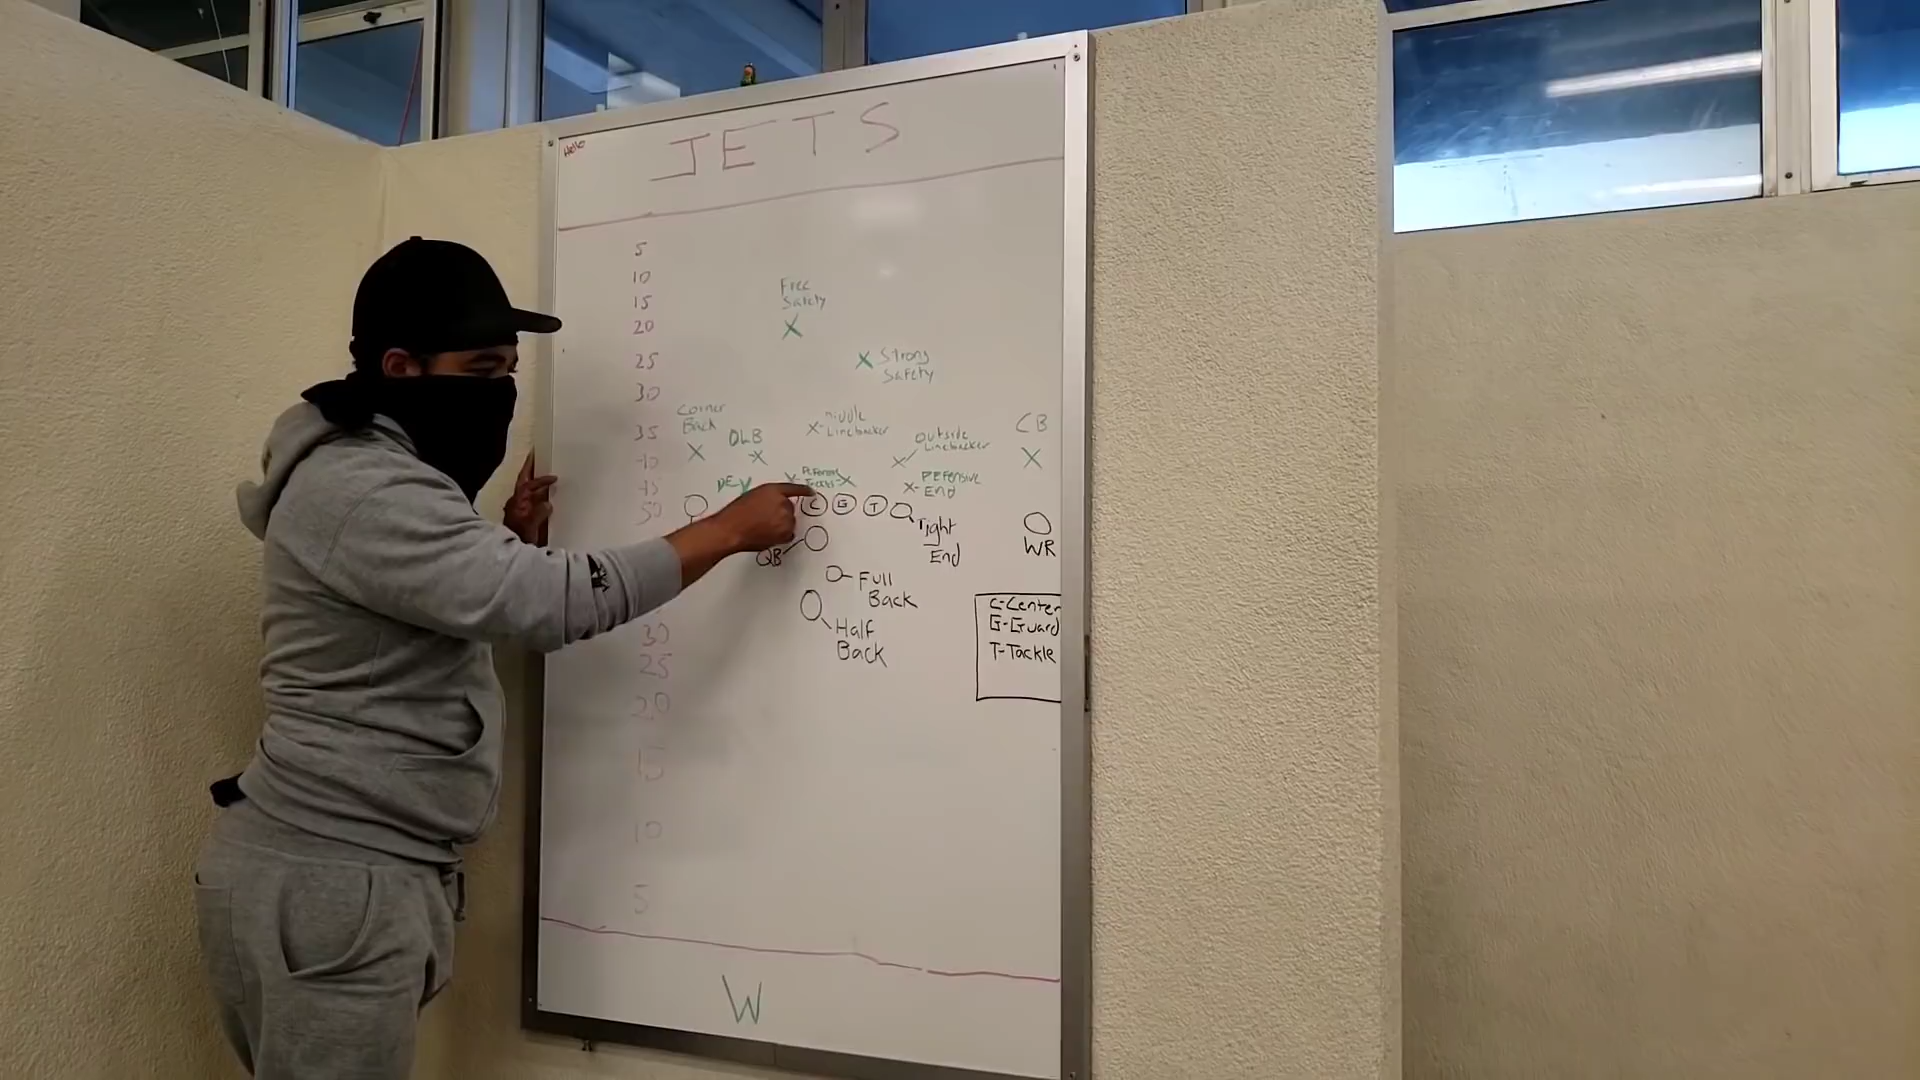 Hello
JETS
5
10
15
20
25
30
35
40
45
50
30
25
20
15
10
5
Free
Safety
X
X Strong
Safety
Corner
Back
X
OLB
X
X-Middle
Linebacker
Outside
Linebacker
X
CB
X
DE
X
X
Defensive
X
X-Defensive
End
C G T
right
End
QB
WR
Full
Back
Half
Back
C-Center
G-Guard
T-Tackle
W